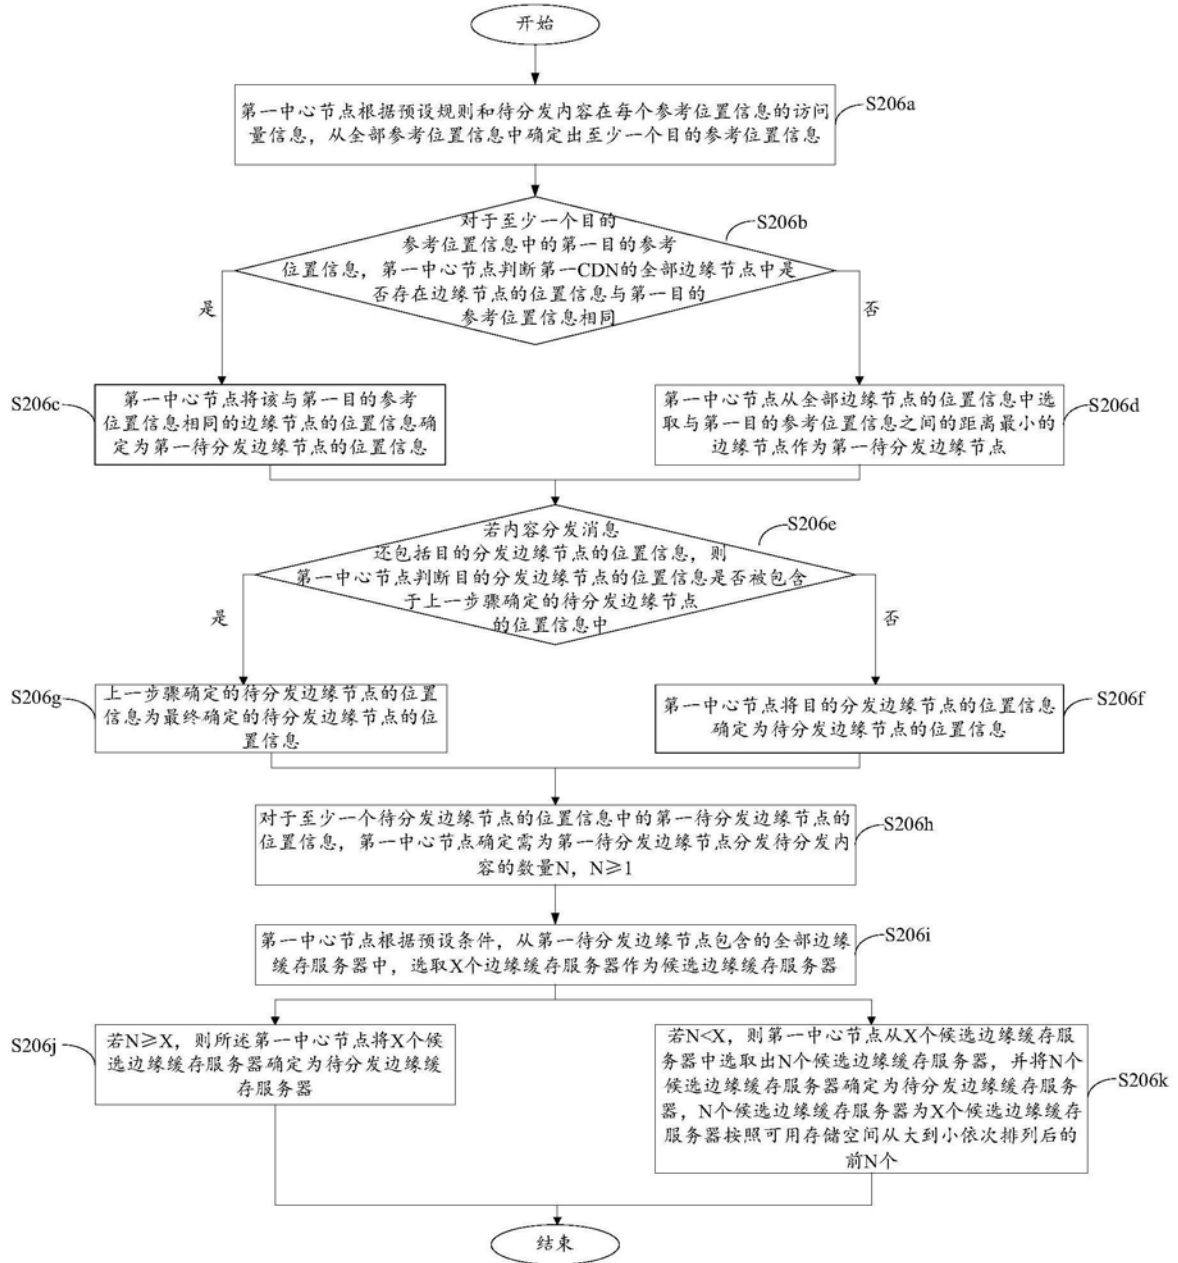 开始
第一中心节点根据预设规则和待分发内容在每个参考位置信息的访问
量信息，从全部参考位置信息中确定出至少一个目的参考位置信息
S206a
对于至少一个目的
参考位置信息中的第一目的参考
位置信息，第一中心节点判断第一CDN的全部边缘节点中是
否存在边缘节点的位置信息与第一目的
参考位置信息相同
S206b
是
否
S206c
第一中心节点将该与第一目的参考
位置信息相同的边缘节点的位置信息确
定为第一待分发边缘节点的位置信息
第一中心节点从全部边缘节点的位置信息中选
取与第一目的参考位置信息之间的距离最小的
边缘节点作为第一待分发边缘节点
S206d
若内容分发消息
还包括目的分发边缘节点的位置信息，则
第一中心节点判断目的分发边缘节点的位置信息是否被包含
于上一步骤确定的待分发边缘节点
的位置信息中
S206e
是
否
S206g
上一步骤确定的待分发边缘节点的位置
信息为最终确定的待分发边缘节点的位
置信息
第一中心节点将目的分发边缘节点的位置信息
确定为待分发边缘节点的位置信息
S206f
对于至少一个待分发边缘节点的位置信息中的第一待分发边缘节点的
位置信息，第一中心节点确定需为第一待分发边缘节点分发待分发内
容的数量N，N≥1
S206h
第一中心节点根据预设条件，从第一待分发边缘节点包含的全部边缘
缓存服务器中，选取X个边缘缓存服务器作为候选边缘缓存服务器
S206i
S206j
若N≥X，则所述第一中心节点将X个候
选边缘缓存服务器确定为待分发边缘缓
存服务器
若N<X，则第一中心节点从X个候选边缘缓存服
务器中选取出N个候选边缘缓存服务器，并将N个
候选边缘缓存服务器确定为待分发边缘缓存服务
器，N个候选边缘缓存服务器为X个候选边缘缓存
服务器按照可用存储空间从大到小依次排列后的
前N个
S206k
结束